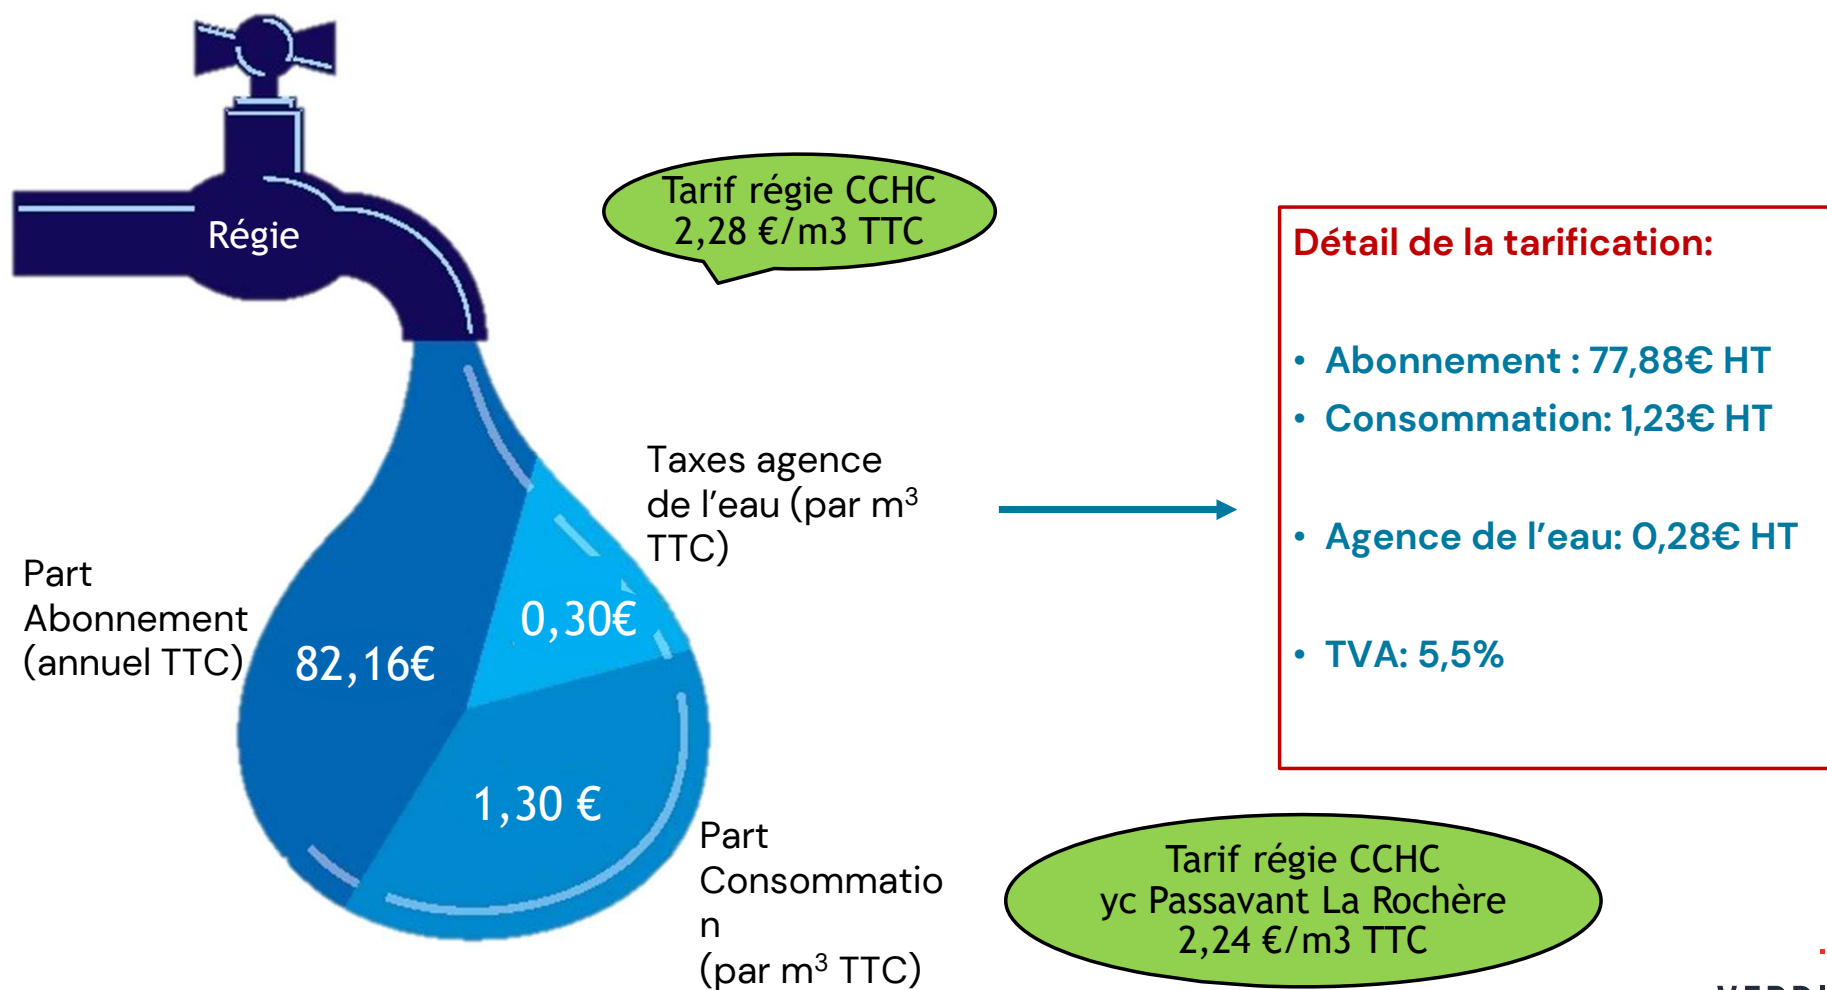 Régie
Tarif régie CCHC
2,28 €/m3 TTC
Détail de la tarification:
• Abonnement : 77,88€ HT
• Consommation: 1,23€ HT
• Agence de l’eau: 0,28€ HT
• TVA: 5,5%
Taxes agence
de l’eau (par m³
TTC)
Part
Abonnement
(annuel TTC)
82,16€
0,30€
1,30 €
Part
Consommatio
n
(par m³ TTC)
Tarif régie CCHC
yc Passavant La Rochère
2,24 €/m3 TTC